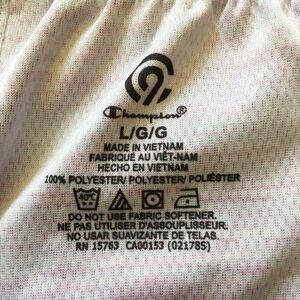 Champion®
L/G/G
MADE IN VIETNAM
FABRIQUÉ AU VIÊT-NAM
HECHO EN VIETNAM
100% POLYESTER/ POLYESTER/ POLIÉSTER
40°C
DO NOT USE FABRIC SOFTENER.
NE PAS UTILISER D'ASSOUPLISSEUR.
NO USAR SUAVIZANTE DE TELAS.
RN 15763 CA00153 (02178S)